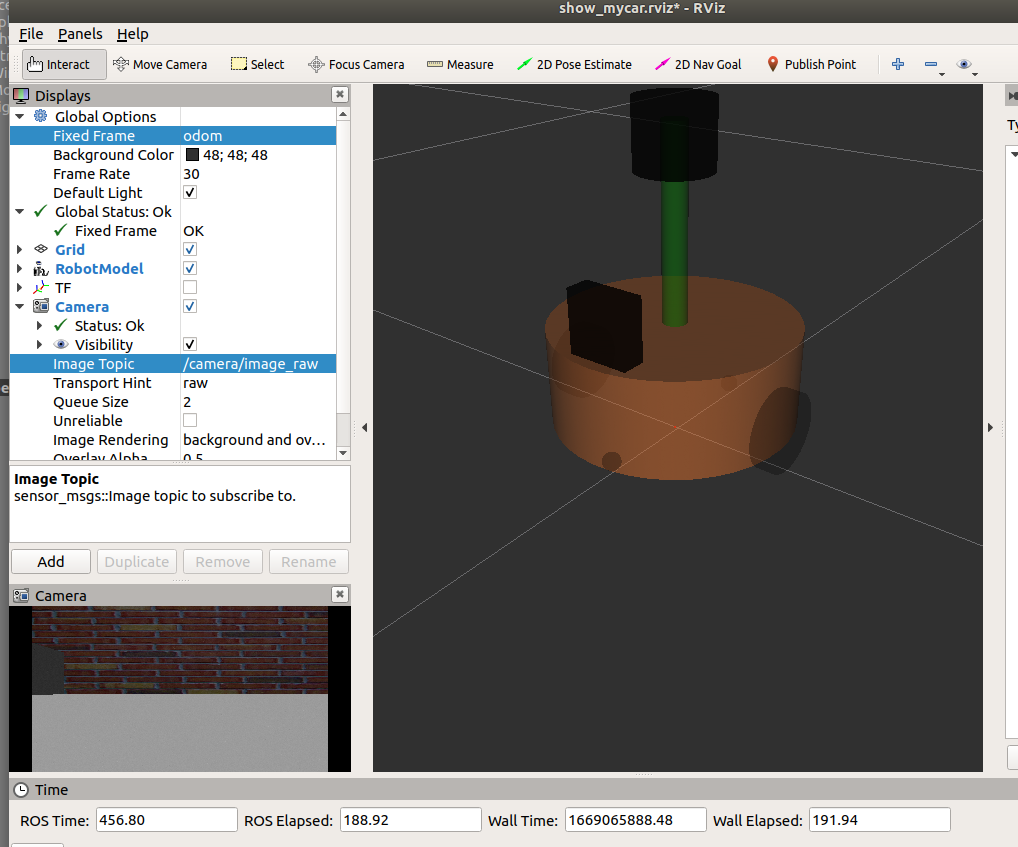 show_mycar.rviz* - RViz
File Panels Help
Interact Move Camera Select Focus Camera Measure 2D Pose Estimate 2D Nav Goal Publish Point
Displays
Global Options
Fixed Frame odom
Background Color 48; 48; 48
Frame Rate 30
Default Light
Global Status: Ok
Fixed Frame OK
Grid
RobotModel
TF
Camera
Status: Ok
Visibility
Image Topic /camera/image_raw
Transport Hint raw
Queue Size 2
Unreliable
Image Rendering background and ov...
Overlay Alpha 0.5
Image Topic
sensor_msgs::Image topic to subscribe to.
Add Duplicate Remove Rename
Camera
Time
ROS Time: 456.80 ROS Elapsed: 188.92 Wall Time: 1669065888.48 Wall Elapsed: 191.94